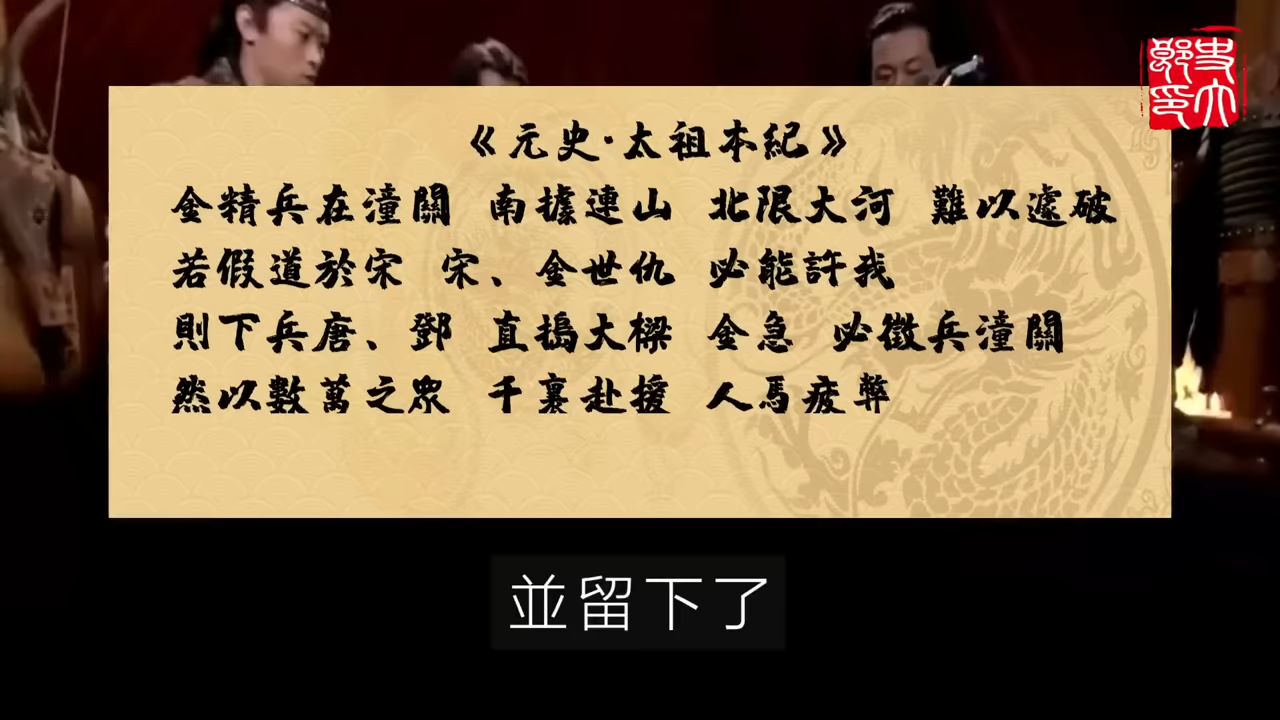 《元史·太祖本紀》
金精兵在潼關 南據連山 北限大河 難以遽破
若假道於宋 宋、金世仇 必能許我
則下兵唐、鄧 直搗大樑 金急 必徵兵潼關
然以數萬之眾 千裏赴援 人馬疲弊
並留下了